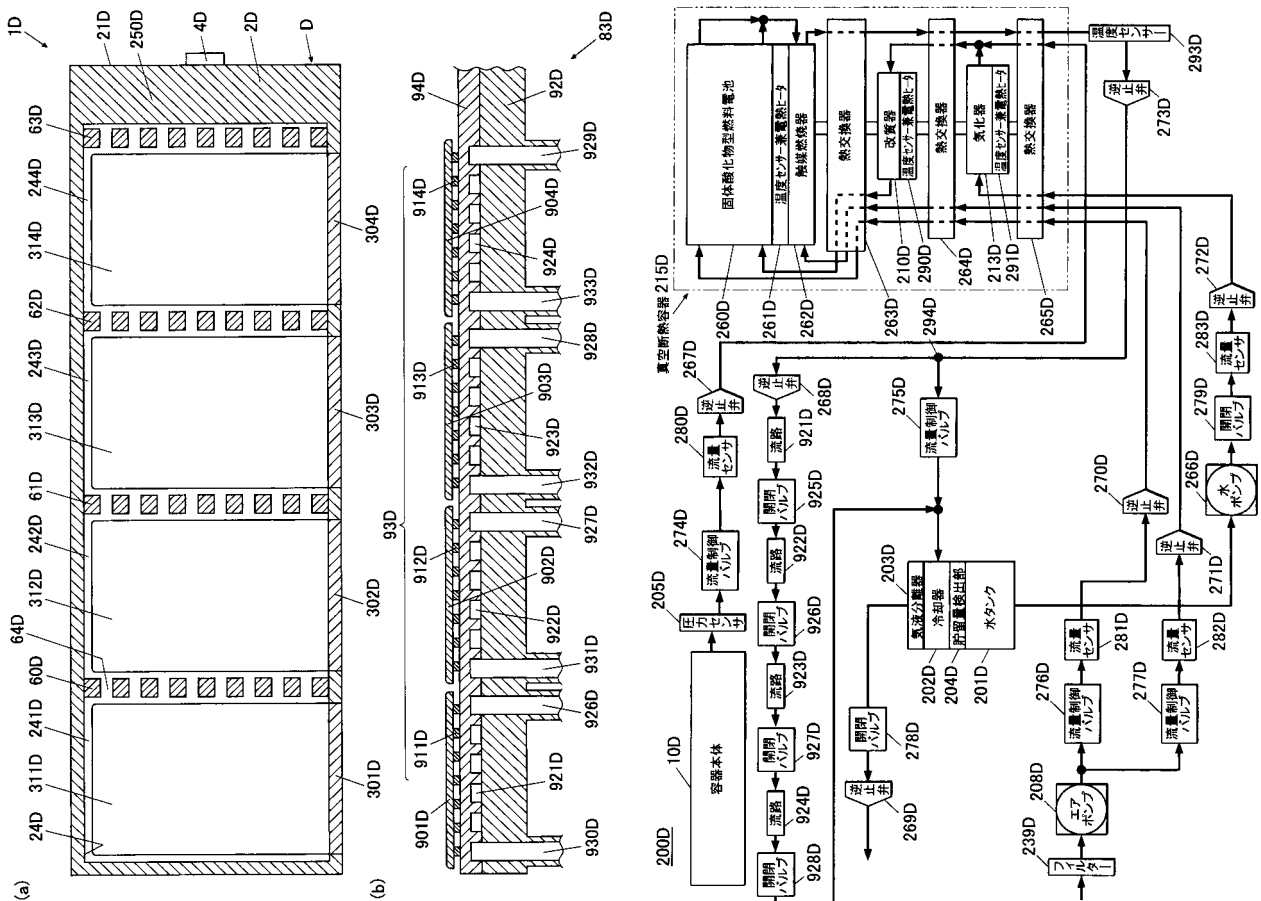 (a)
1D
21D
250D
2D
4D
D
24D
311D
241D
60D
64D
312D
242D
61D
313D
243D
62D
314D
244D
63D
301D
302D
303D
304D
(b)
83D
93D
94D
92D
901D
911D
902D
912D
903D
913D
904D
914D
921D
922D
923D
924D
930D
926D
931D
927D
932D
928D
933D
929D
200D
容器本体
10D
圧力センサ
205D
流量制御バルブ
274D
流量センサ
280D
逆止弁
267D
真空断熱容器 215D
固体酸化物型燃料電池
温度センサー兼電熱ヒータ
触媒燃焼器
熱交換器
改質器
温度センサー兼電熱ヒータ
熱交換器
気化器
温度センサー兼電熱ヒータ
熱交換器
260D
261D
262D
263D
210D
290D
264D
213D
291D
265D
温度センサー
293D
逆止弁
273D
294D
逆止弁
268D
流路
921D
開閉バルブ
925D
流路
922D
開閉バルブ
926D
流路
923D
開閉バルブ
927D
流路
924D
開閉バルブ
928D
流量制御バルブ
275D
203D
気液分離器
冷却器
貯留量検出部
水タンク
202D
204D
201D
開閉バルブ
278D
逆止弁
269D
フィルター
239D
エアポンプ
208D
流量制御バルブ
276D
流量センサ
281D
逆止弁
270D
流量制御バルブ
277D
流量センサ
282D
逆止弁
271D
水ポンプ
266D
開閉バルブ
279D
流量センサ
283D
逆止弁
272D